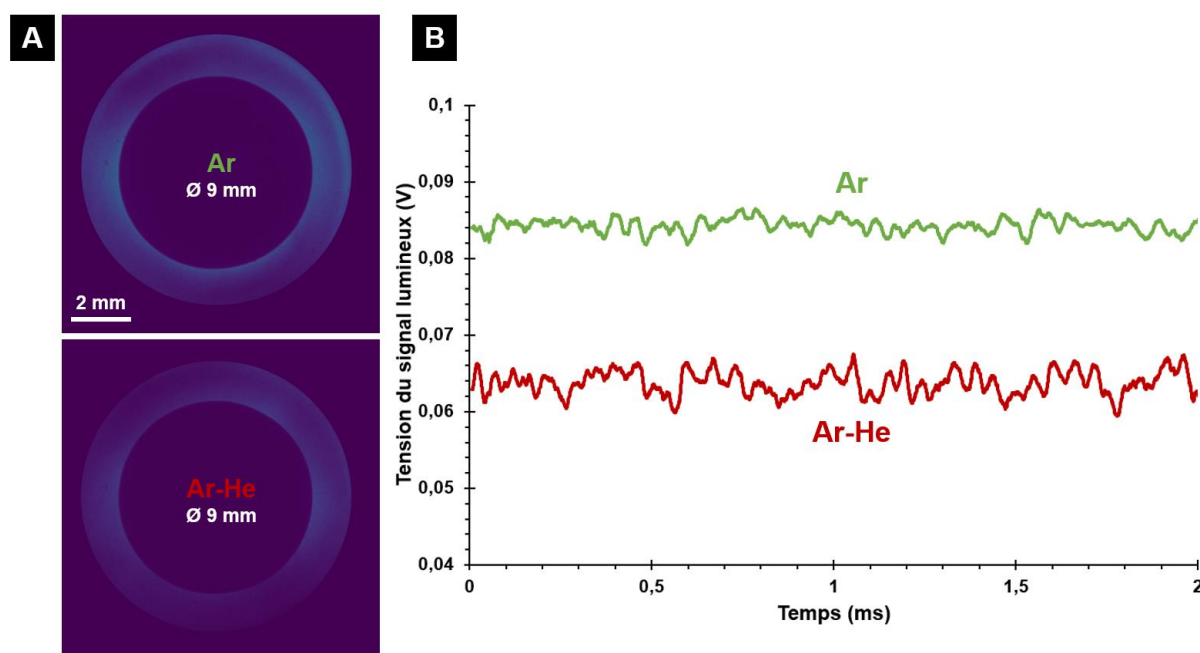 A
Ar
Ø 9 mm
2 mm
Ar-He
Ø 9 mm
B
Tension du signal lumineux (V)
0,1
0,09
0,08
0,07
0,06
0,05
0,04
Ar
Ar-He
0
0,5
1
1,5
2
Temps (ms)